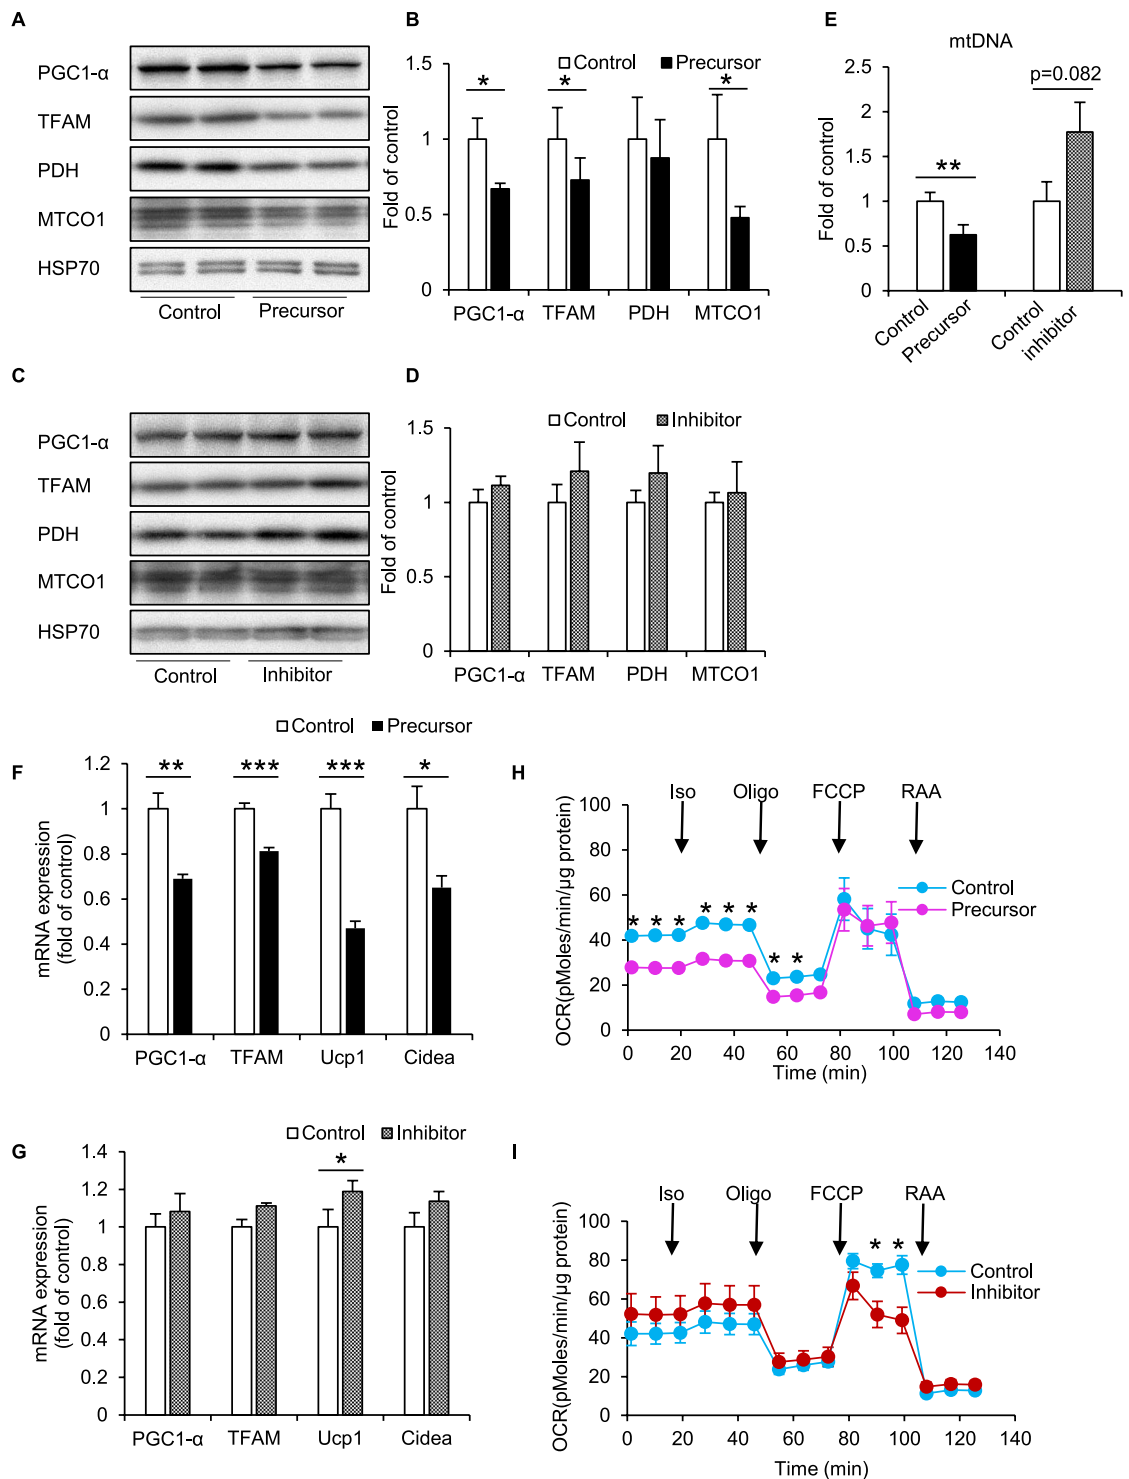 A
PGC1-α
TFAM
PDH
MTCO1
HSP70
Control Precursor
B
Control Precursor
Fold of control
1.5
1
0.5
0
* * *
PGC1-α TFAM PDH MTCO1
E
mtDNA
Fold of control
2.5
2
1.5
1
0.5
0
**
p=0.082
Control
Precursor
Control
inhibitor
C
PGC1-α
TFAM
PDH
MTCO1
HSP70
Control Inhibitor
D
Control Inhibitor
Fold of control
1.5
1
0.5
0
PGC1-α TFAM PDH MTCO1
F
Control Precursor
mRNA expression
(fold of control)
1.2
1
0.8
0.6
0.4
0.2
0
** *** *** *
PGC1-α TFAM Ucp1 Cidea
H
Iso Oligo FCCP RAA
OCR(pMoles/min/µg protein)
100
80
60
40
20
0
* * * * * *
* *
Control
Precursor
0 20 40 60 80 100 120 140
Time (min)
G
Control Inhibitor
mRNA expression
(fold of control)
1.4
1.2
1
0.8
0.6
0.4
0.2
0
*
PGC1-α TFAM Ucp1 Cidea
I
Iso Oligo FCCP RAA
OCR(pMoles/min/µg protein)
100
80
60
40
20
0
* *
Control
Inhibitor
0 20 40 60 80 100 120 140
Time (min)